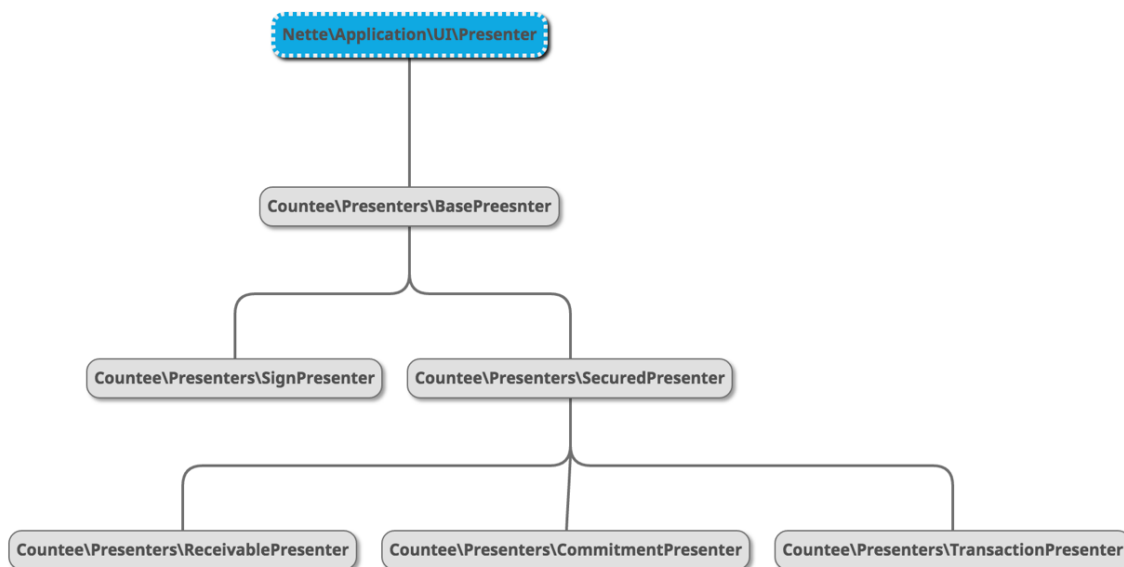 Nette\Application\UI\Presenter
Countee\Presenters\BasePreesnter
Countee\Presenters\SignPresenter
Countee\Presenters\SecuredPresenter
Countee\Presenters\ReceivablePresenter
Countee\Presenters\CommitmentPresenter
Countee\Presenters\TransactionPresenter